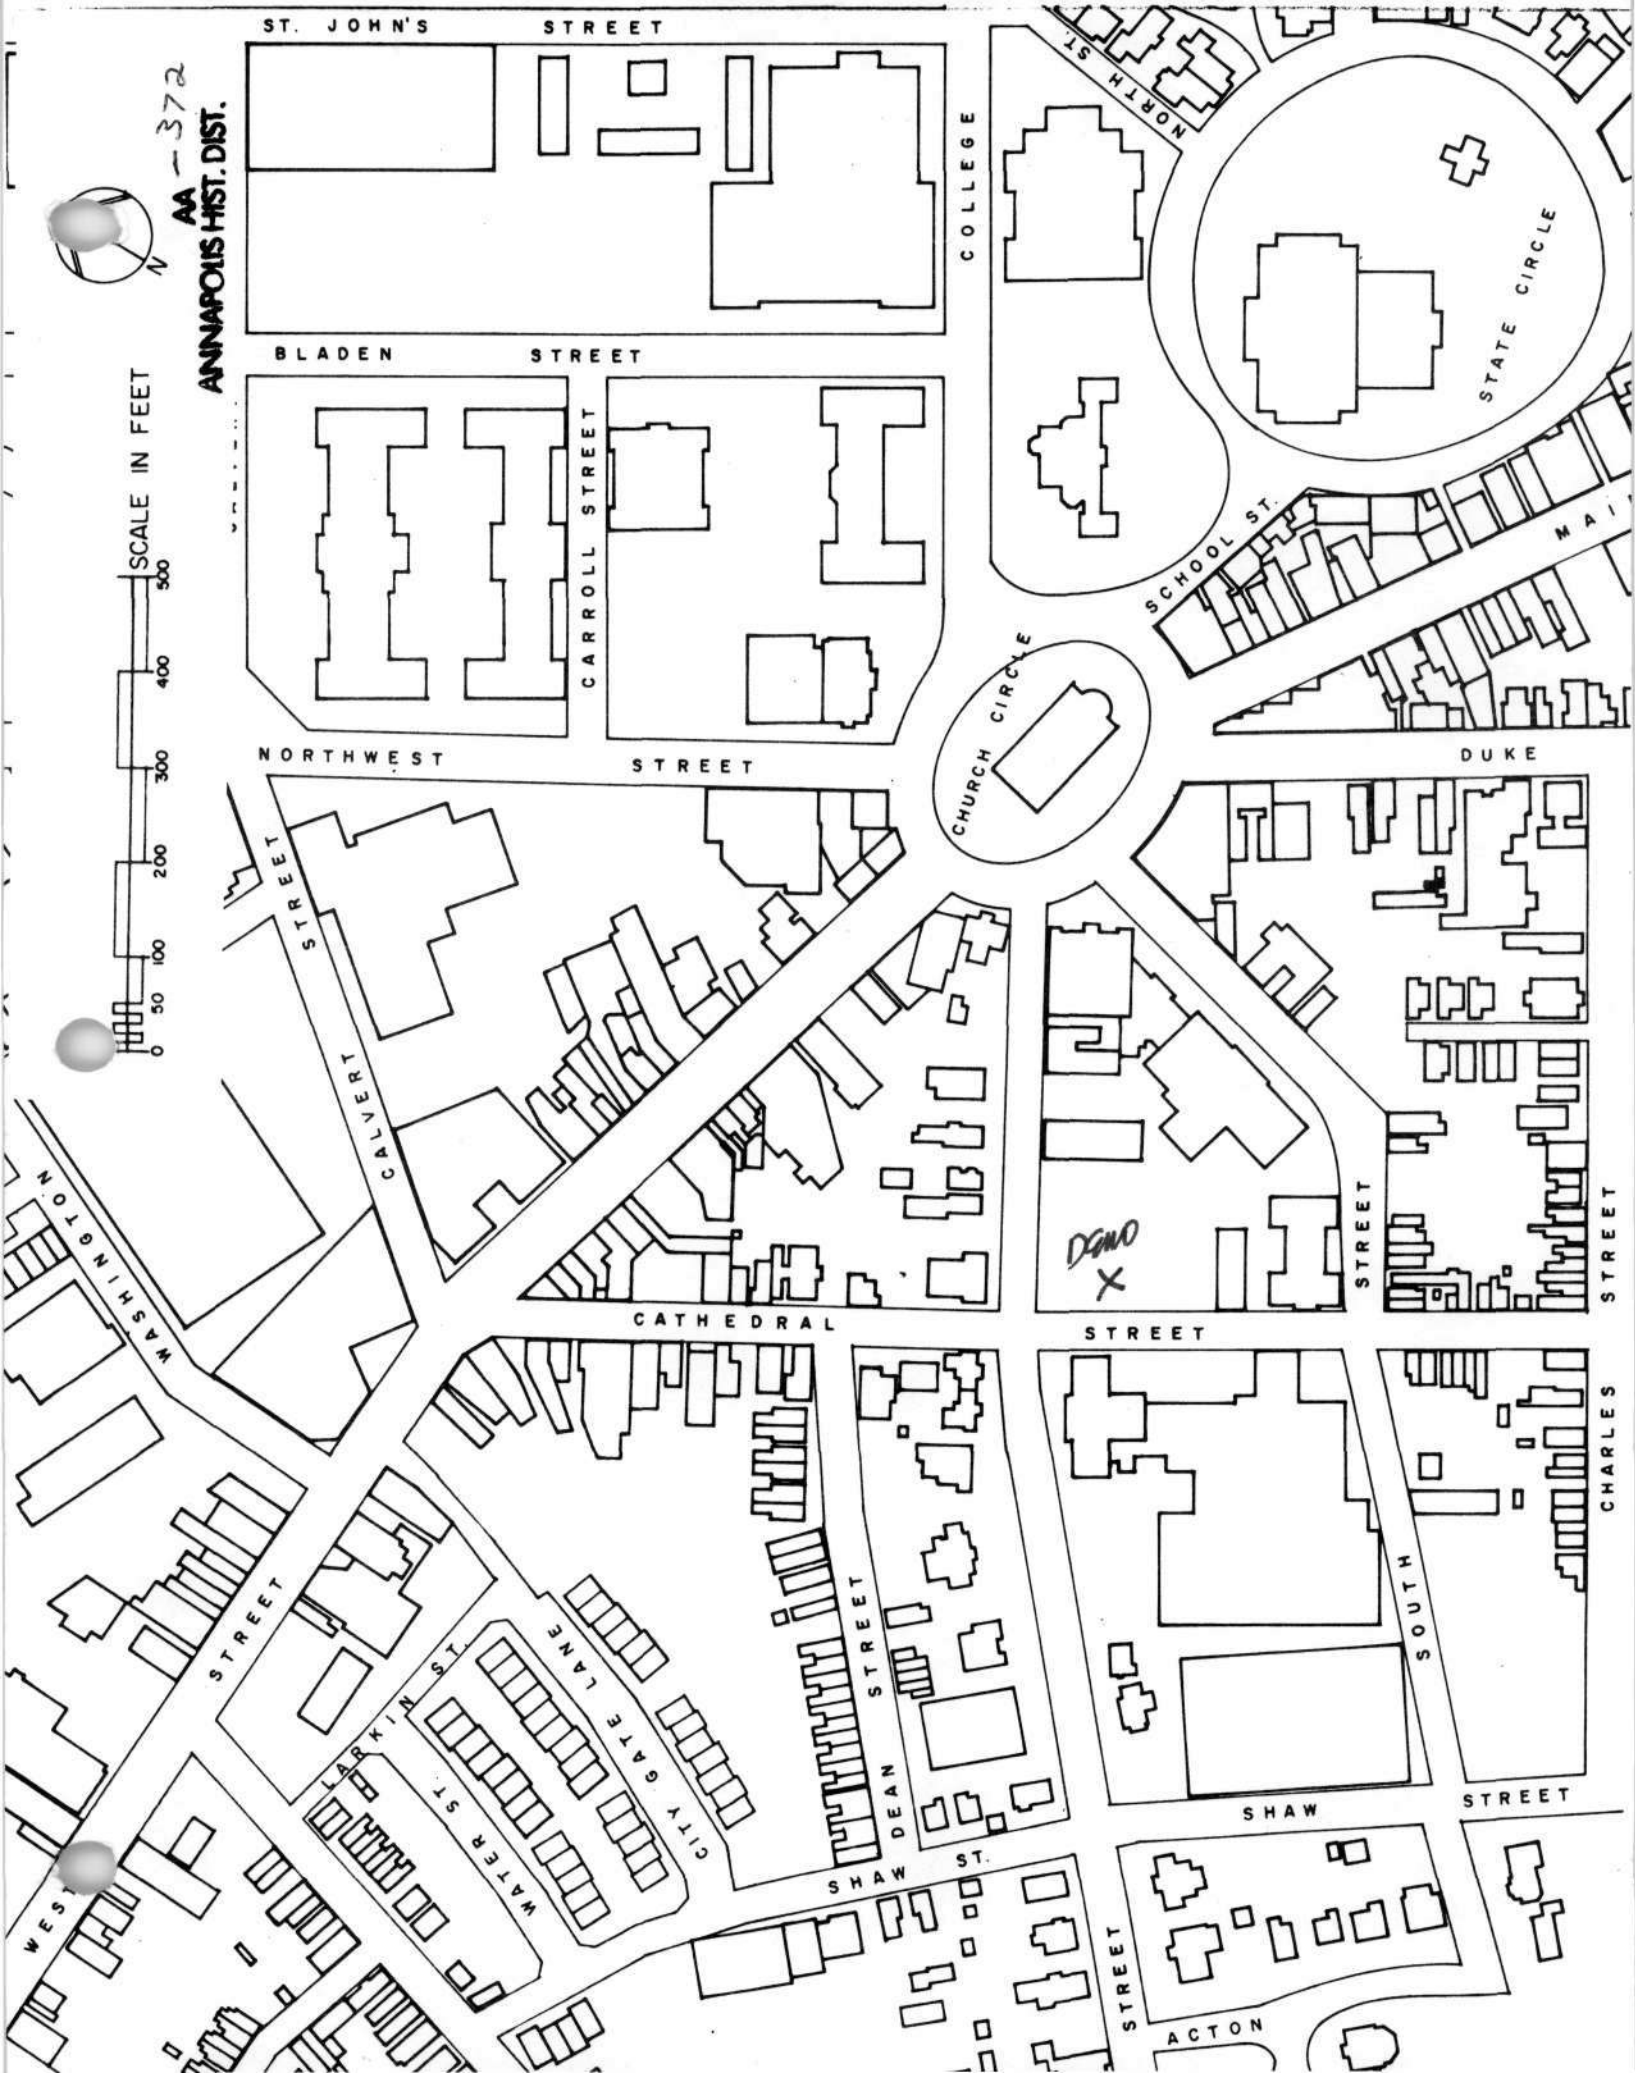 ST. JOHN'S STREET
NORTH ST.
AA-372
ANNAPOLIS HIST. DIST.
N
COLLEGE
STATE CIRCLE
BLADEN STREET
SCALE IN FEET
0 50 100 200 300 400 500
CARROLL STREET
SCHOOL ST.
MAI
CHURCH CIRCLE
NORTHWEST STREET
DUKE
CALVERT STREET
WASHINGTON
DEMO
X
STREET
STREET
CATHEDRAL STREET
CHARLES
SOUTH
STREET
LARKIN ST.
CITY GATE LANE
WATER ST.
DEAN STREET
SHAW STREET
SHAW ST.
WEST
STREET
ACTON